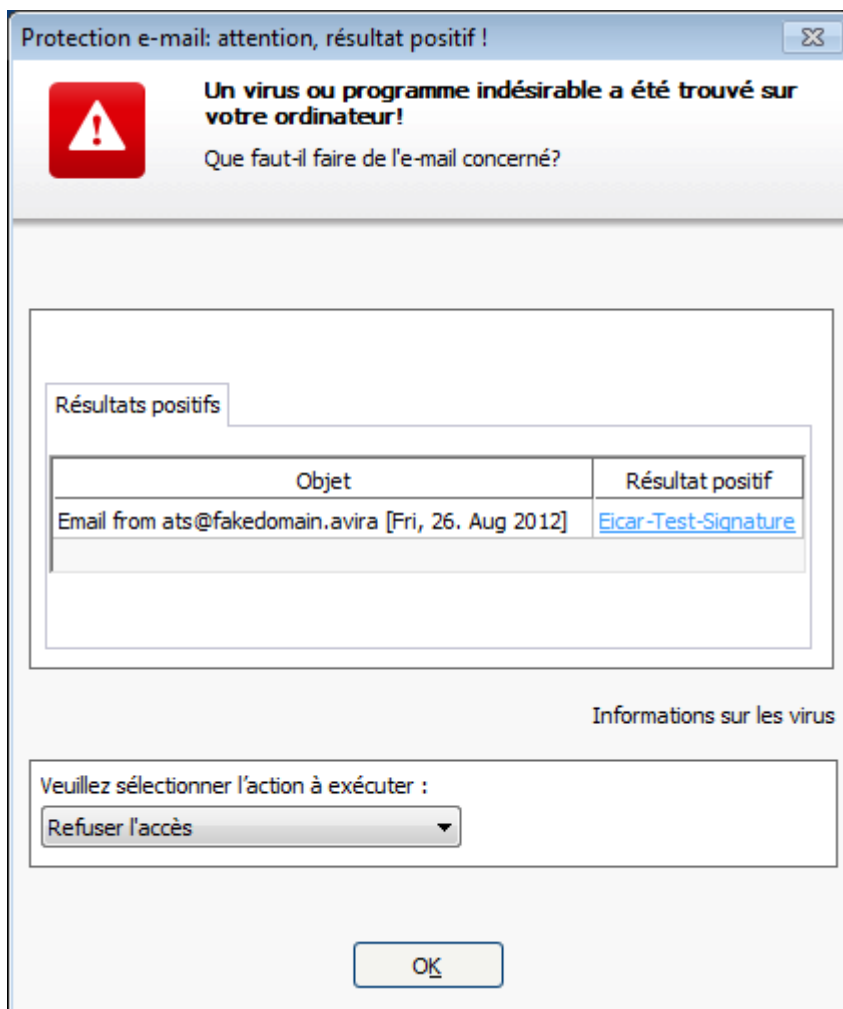 Protection e-mail: attention, résultat positif !
Un virus ou programme indésirable a été trouvé sur
votre ordinateur!
Que faut-il faire de l'e-mail concerné?
Résultats positifs
Objet Résultat positif
Email from ats@fakedomain.avira [Fri, 26. Aug 2012] Eicar-Test-Signature
Informations sur les virus
Veuillez sélectionner l’action à exécuter :
Refuser l'accès
OK